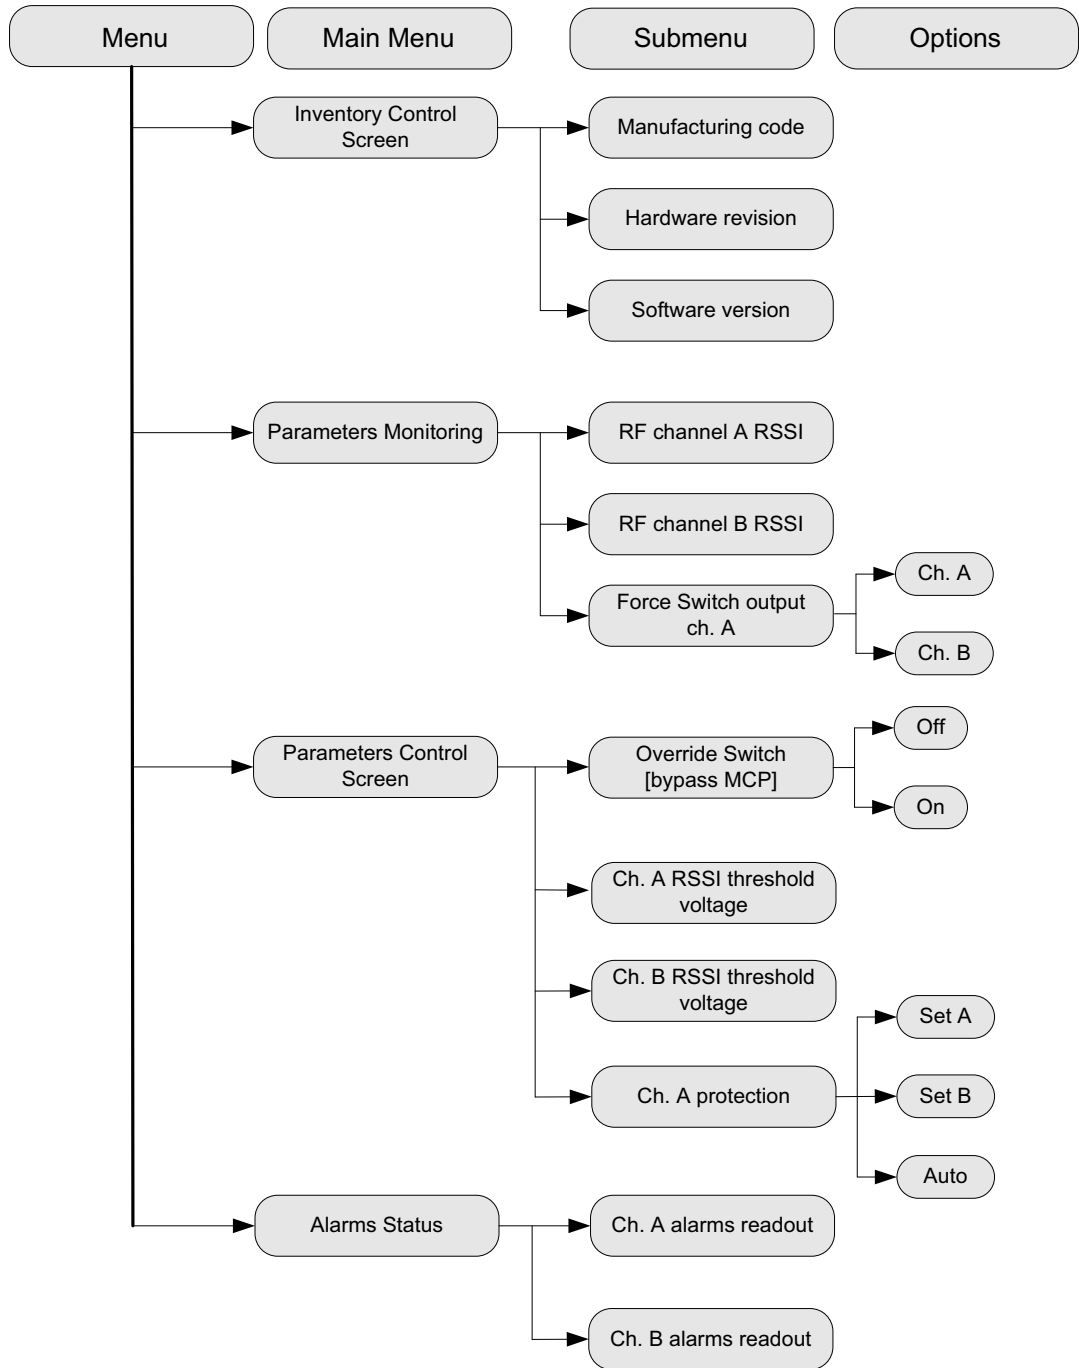 Menu
Main Menu
Submenu
Options
Inventory Control
Screen
Manufacturing code
Hardware revision
Software version
Parameters Monitoring
RF channel A RSSI
RF channel B RSSI
Force Switch output
ch. A
Ch. A
Ch. B
Parameters Control
Screen
Override Switch
[bypass MCP]
Off
On
Ch. A RSSI threshold
voltage
Ch. B RSSI threshold
voltage
Ch. A protection
Set A
Set B
Auto
Alarms Status
Ch. A alarms readout
Ch. B alarms readout